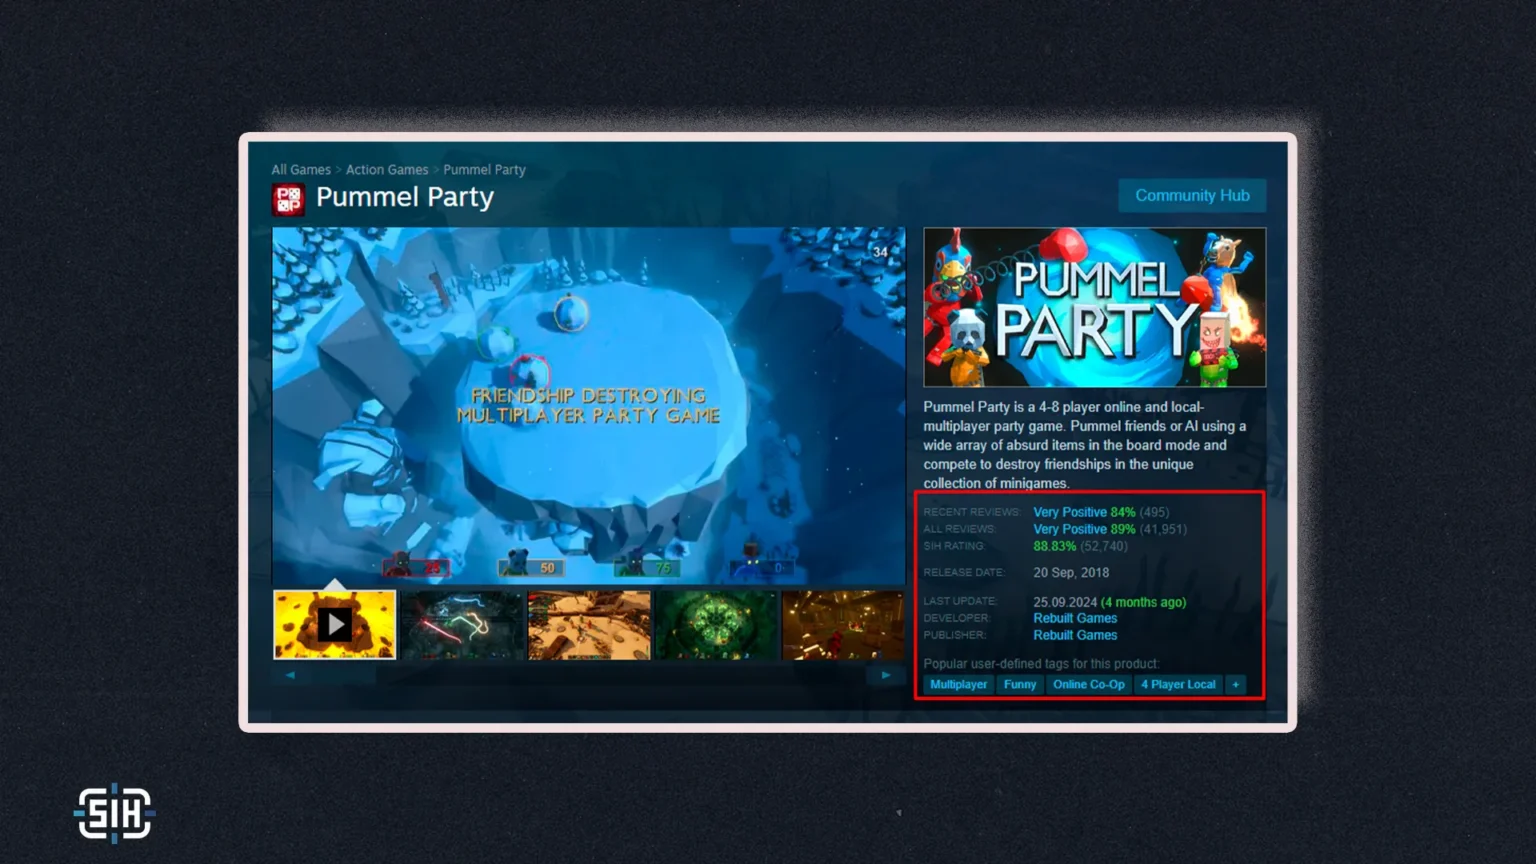 All Games > Action Games > Pummel Party
Pummel Party
Community Hub
34
FRIENDSHIP DESTROYING
MULTIPLAYER PARTY GAME
50
75
0
PUMMEL
PARTY
Pummel Party is a 4-8 player online and local-
multiplayer party game. Pummel friends or AI using a
wide array of absurd items in the board mode and
compete to destroy friendships in the unique
collection of minigames.
RECENT REVIEWS: Very Positive 84% (495)
ALL REVIEWS: Very Positive 89% (41,951)
SIH RATING: 88.83% (52,740)
RELEASE DATE: 20 Sep, 2018
LAST UPDATE: 25.09.2024 (4 months ago)
DEVELOPER: Rebuilt Games
PUBLISHER: Rebuilt Games
Popular user-defined tags for this product:
Multiplayer Funny Online Co-Op 4 Player Local +
SIH